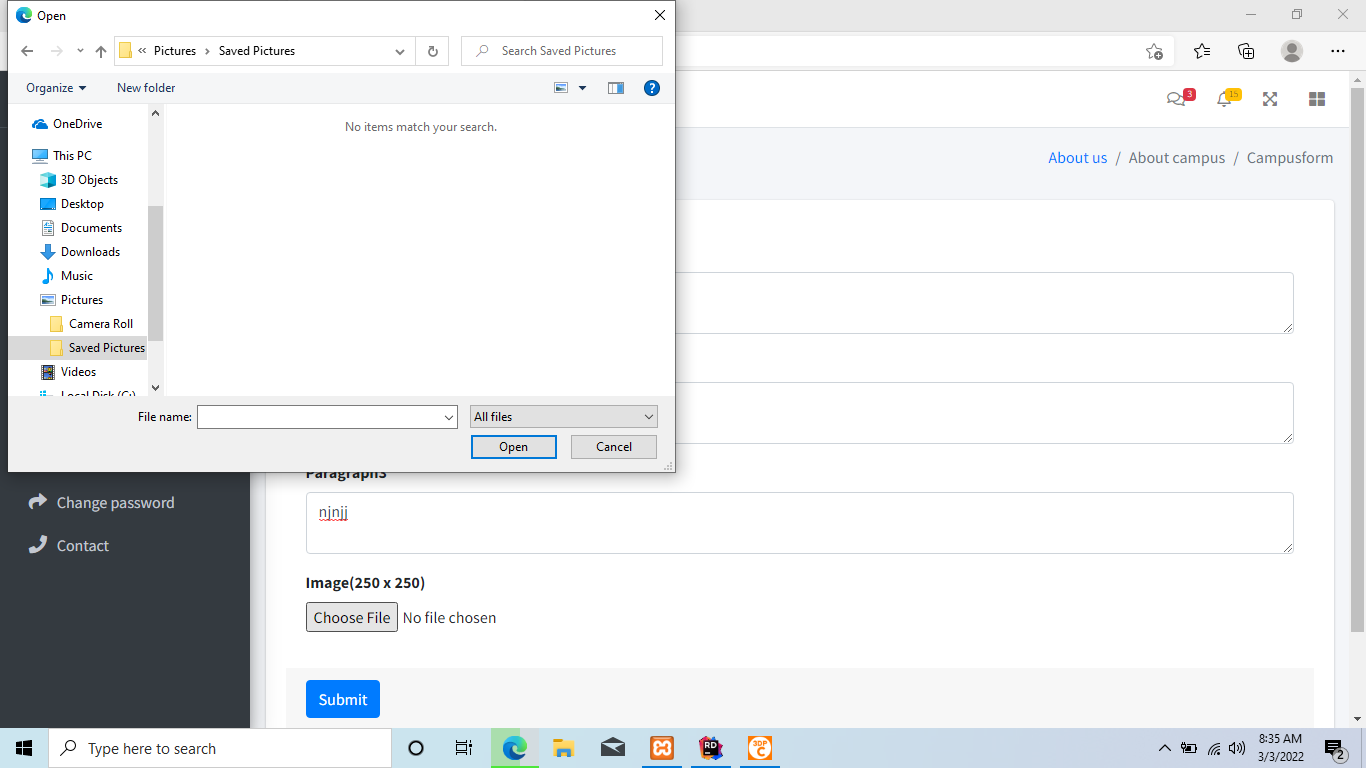 Open
Pictures > Saved Pictures
Search Saved Pictures
Organize
New folder
No items match your search.
OneDrive
This PC
3D Objects
Desktop
Documents
Downloads
Music
Pictures
Camera Roll
Saved Pictures
Videos
Local Disk (C:)
File name:
All files
Open
Cancel
3
15
About us / About campus / Campusform
Paragraph3
njnjj
Image(250 x 250)
Choose File No file chosen
Submit
Change password
Contact
Type here to search
RD
3DP
C
8:35 AM
3/3/2022
2